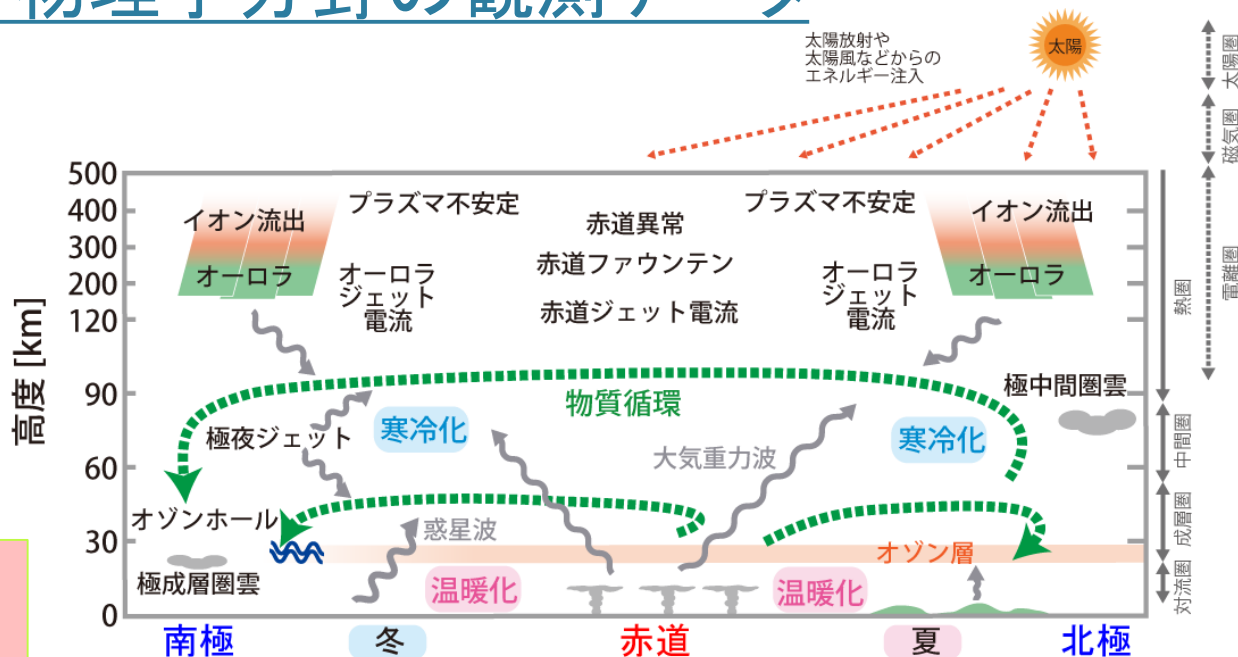 物理学分野の観測データ
太陽放射や
太陽風などからの
エネルギー注入
太陽
太陽圏
磁気圏
電離圏
熱圏
中間圏
成層圏
対流圏
高度 [km]
500
400
300
200
120
90
60
30
0
イオン流出
オーロラ
プラズマ不安定
オーロラ
ジェット
電流
赤道異常
赤道ファウンテン
赤道ジェット電流
プラズマ不安定
オーロラ
ジェット
電流
イオン流出
オーロラ
物質循環
極中間圏雲
極夜ジェット
寒冷化
大気重力波
寒冷化
オゾンホール
惑星波
オゾン層
極成層圏雲
温暖化
温暖化
南極
冬
赤道
夏
北極